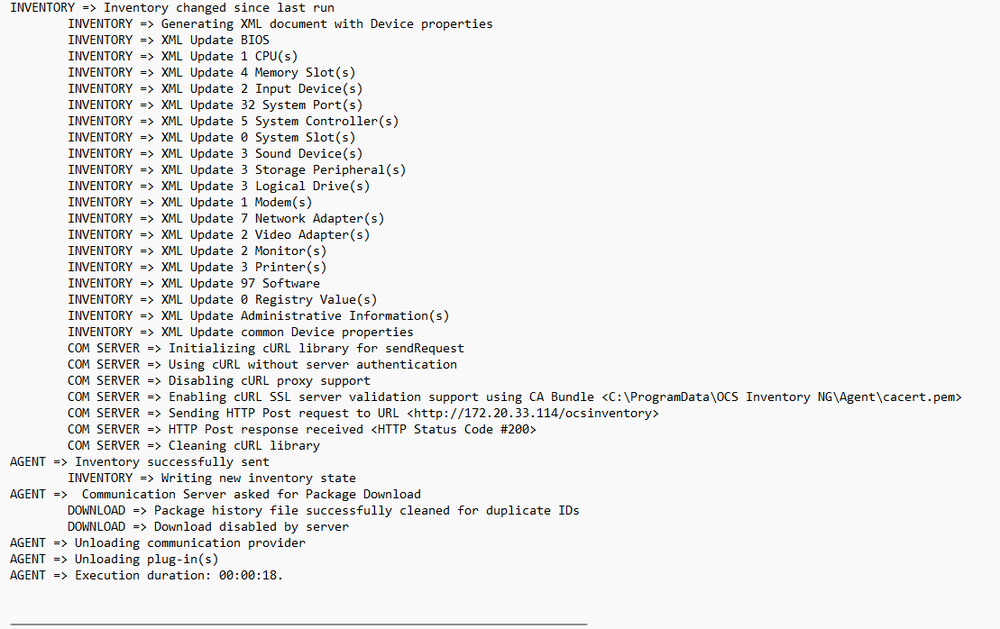 INVENTORY => Inventory changed since last run
INVENTORY => Generating XML document with Device properties
INVENTORY => XML Update BIOS
INVENTORY => XML Update 1 CPU(s)
INVENTORY => XML Update 4 Memory Slot(s)
INVENTORY => XML Update 2 Input Device(s)
INVENTORY => XML Update 32 System Port(s)
INVENTORY => XML Update 5 System Controller(s)
INVENTORY => XML Update 0 System Slot(s)
INVENTORY => XML Update 3 Sound Device(s)
INVENTORY => XML Update 3 Storage Peripheral(s)
INVENTORY => XML Update 3 Logical Drive(s)
INVENTORY => XML Update 1 Modem(s)
INVENTORY => XML Update 7 Network Adapter(s)
INVENTORY => XML Update 2 Video Adapter(s)
INVENTORY => XML Update 2 Monitor(s)
INVENTORY => XML Update 3 Printer(s)
INVENTORY => XML Update 97 Software
INVENTORY => XML Update 0 Registry Value(s)
INVENTORY => XML Update Administrative Information(s)
INVENTORY => XML Update common Device properties
COM SERVER => Initializing cURL library for sendRequest
COM SERVER => Using cURL without server authentication
COM SERVER => Disabling cURL proxy support
COM SERVER => Enabling cURL SSL server validation support using CA Bundle <C:\ProgramData\OCS Inventory NG\Agent\cacert.pem>
COM SERVER => Sending HTTP Post request to URL <http://172.20.33.114/ocsinventory>
COM SERVER => HTTP Post response received <HTTP Status Code #200>
COM SERVER => Cleaning cURL library
AGENT => Inventory successfully sent
INVENTORY => Writing new inventory state
AGENT =>  Communication Server asked for Package Download
DOWNLOAD => Package history file successfully cleaned for duplicate IDs
DOWNLOAD => Download disabled by server
AGENT => Unloading communication provider
AGENT => Unloading plug-in(s)
AGENT => Execution duration: 00:00:18.